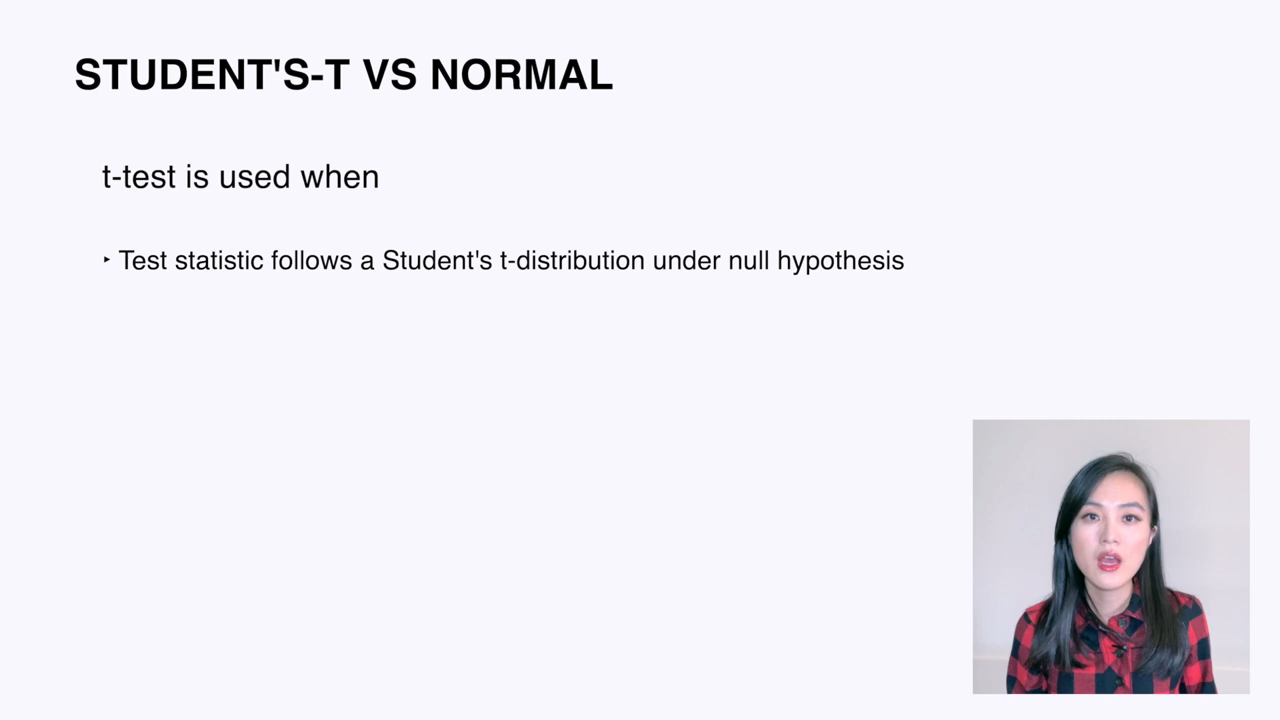 STUDENT'S-T VS NORMAL
t-test is used when
‣ Test statistic follows a Student's t-distribution under null hypothesis